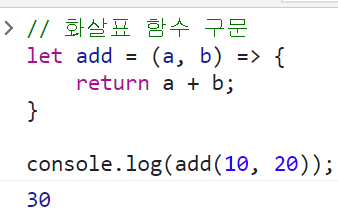 // 화살표 함수 구문
let add = (a, b) => {
    return a + b;
}
console.log(add(10, 20));
30